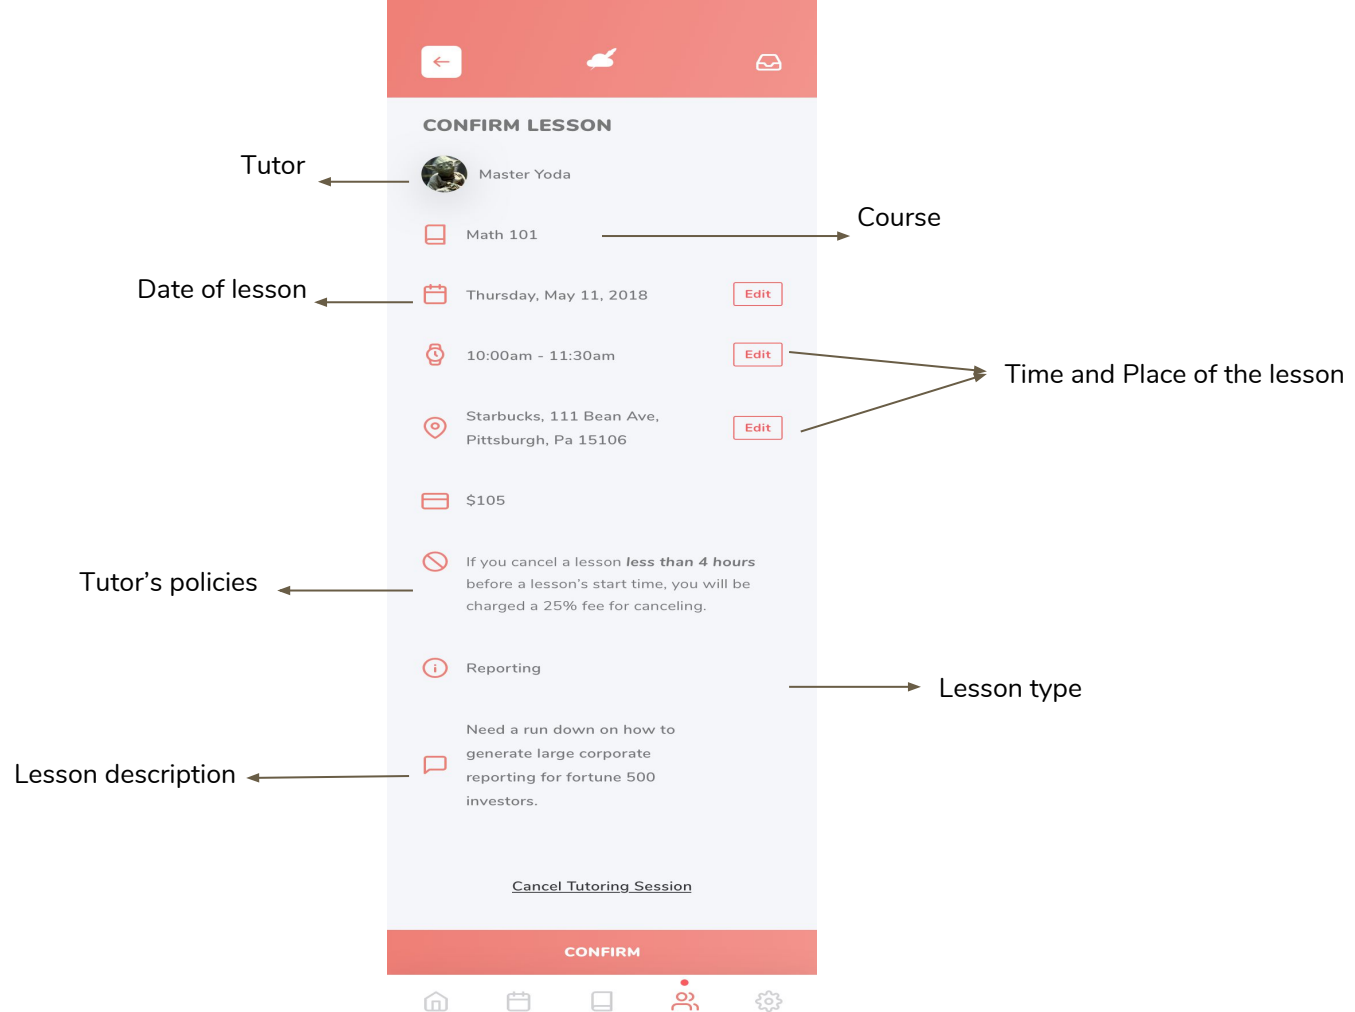 CONFIRM LESSON
Tutor
Master Yoda
Course
Math 101
Date of lesson
Thursday, May 11, 2018
Edit
10:00am - 11:30am
Edit
Time and Place of the lesson
Starbucks, 111 Bean Ave,
Pittsburgh, Pa 15106
Edit
$105
Tutor’s policies
If you cancel a lesson less than 4 hours
before a lesson’s start time, you will be
charged a 25% fee for canceling.
Reporting
Lesson type
Lesson description
Need a run down on how to
generate large corporate
reporting for fortune 500
investors.
Cancel Tutoring Session
CONFIRM